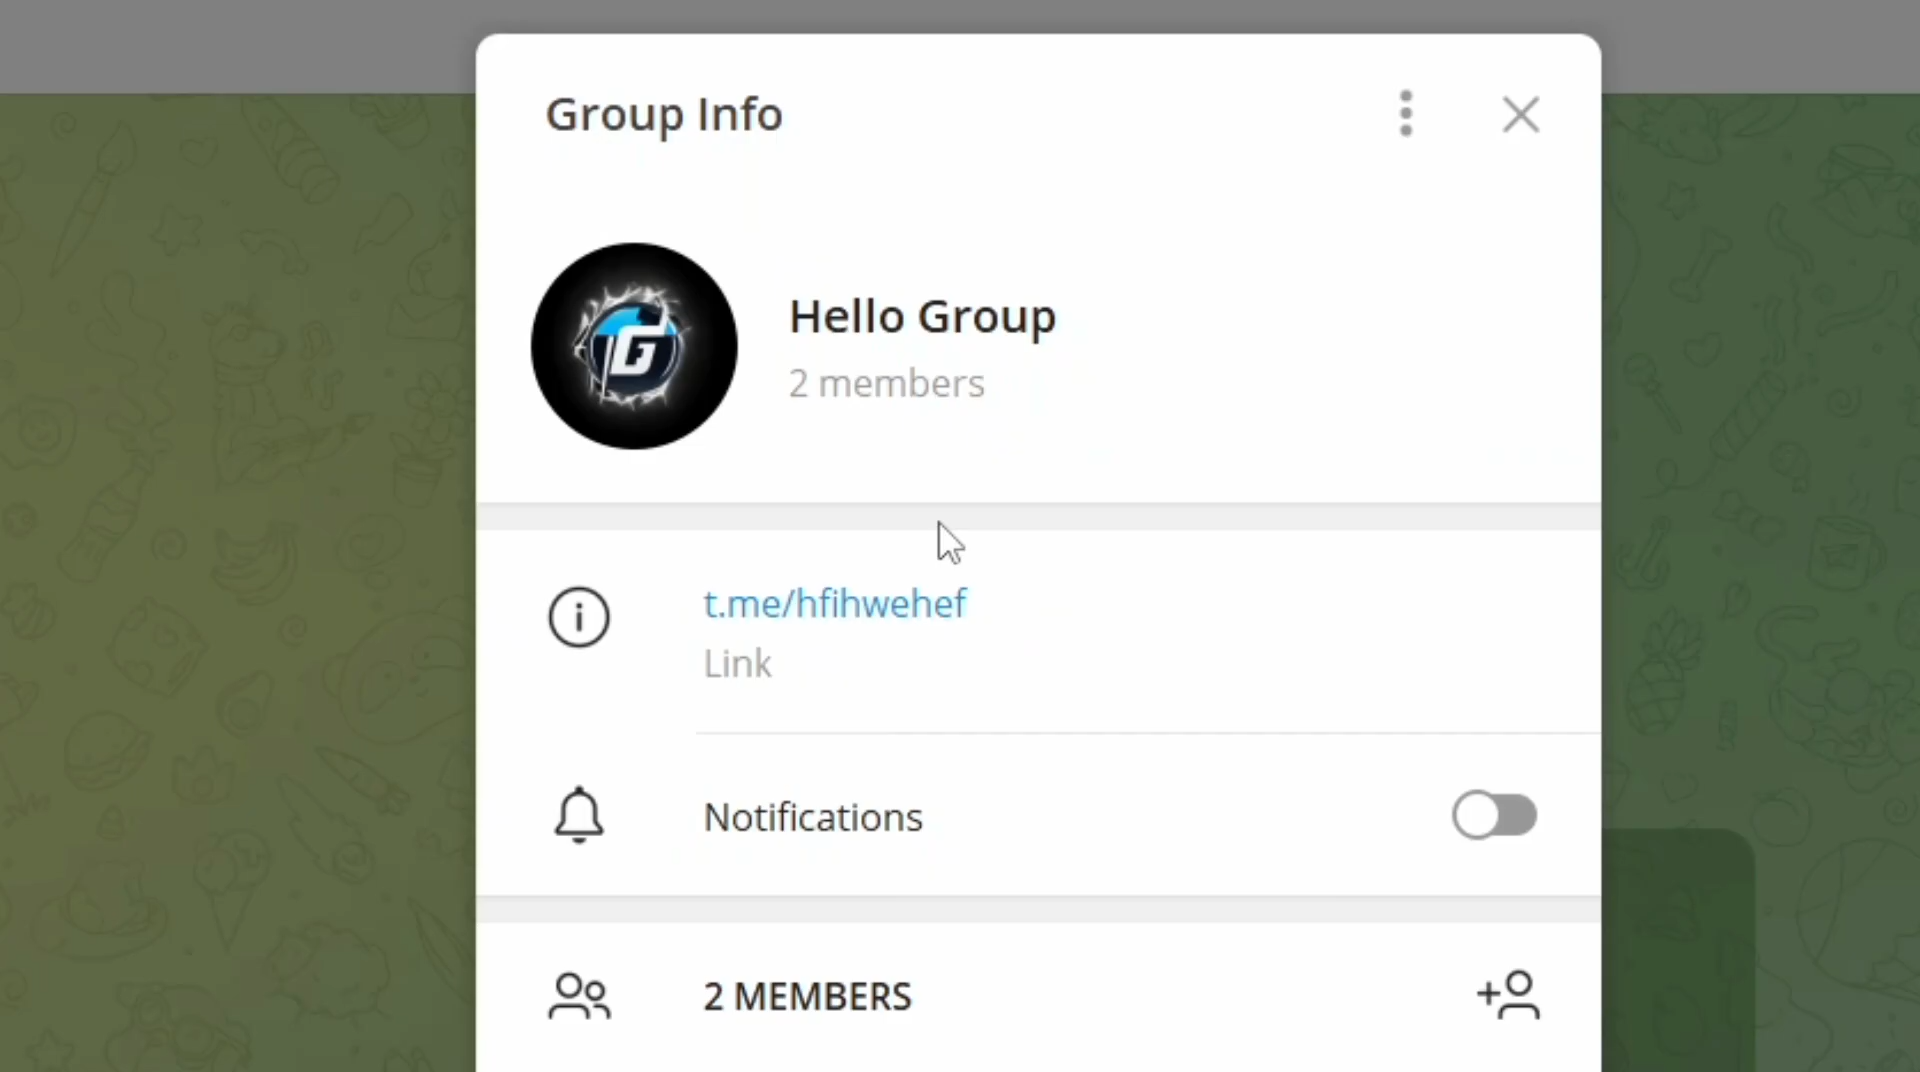 Group Info
G
Hello Group
2 members
t.me/hfihwehef
Link
Notifications
2 MEMBERS